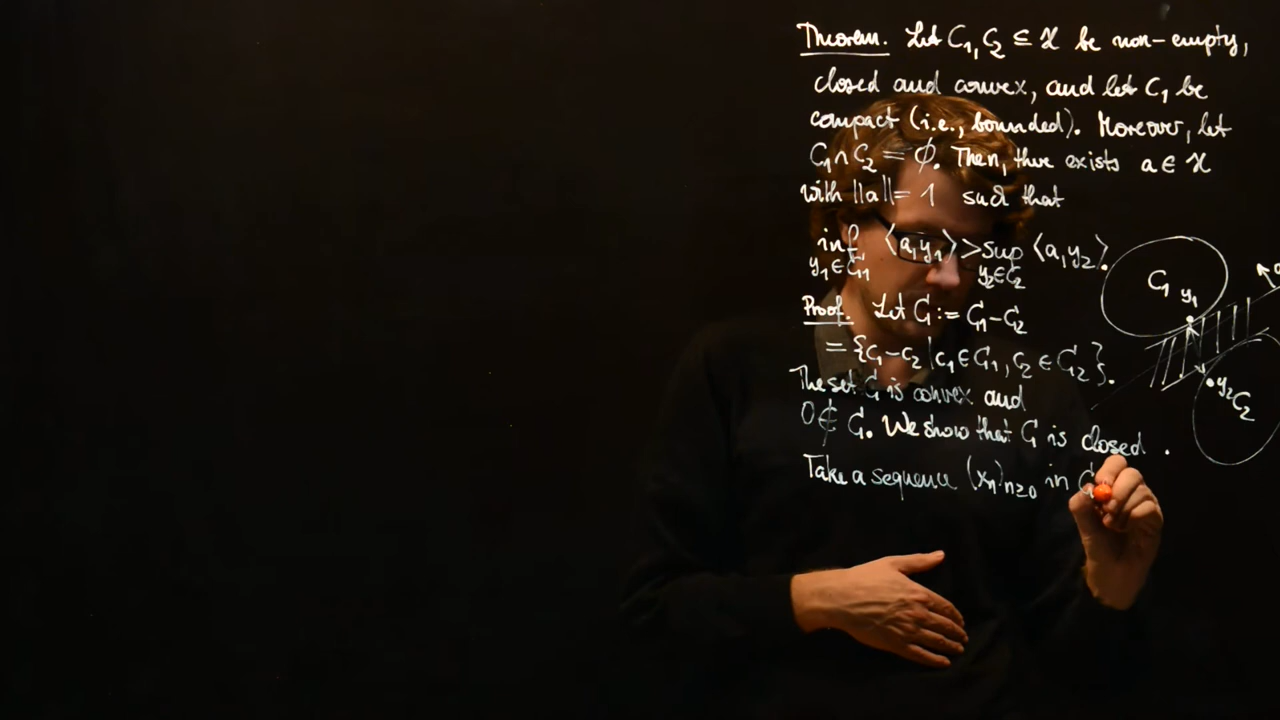 Theorem. Let C₁, C₂ ⊆ 𝓗 be non-empty,
closed and convex, and let C₁ be
compact (i.e., bounded). Moreover, let
C₁ ∩ C₂ = ∅. Then, there exists a ∈ 𝓗
with ||a|| = 1 such that
inf ⟨a, y₁⟩ > sup ⟨a, y₂⟩.
y₁ ∈ C₁ y₂ ∈ C₂
Proof. Let C := C₁ - C₂
= {c₁ - c₂ | c₁ ∈ C₁, c₂ ∈ C₂}.
The set C is convex and
0 ∉ C. We show that C is closed.
Take a sequence (xₙ)n≥0 in C
C₁ y₁
a
y₂ C₂